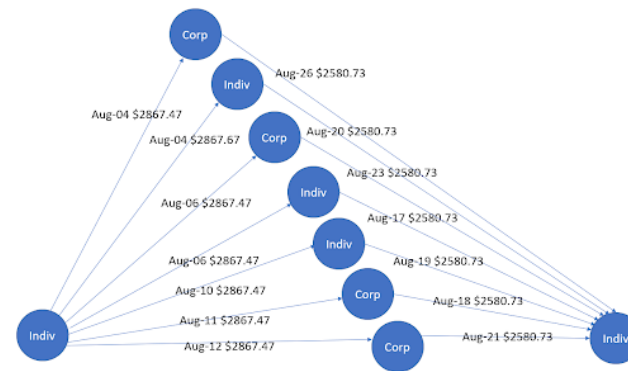 Corp
Aug-26 $2580.73
Indiv
Aug-04 $2867.47
Aug-20 $2580.73
Aug-04 $2867.67
Corp
Aug-23 $2580.73
Indiv
Aug-06 $2867.47
Aug-17 $2580.73
Indiv
Aug-06 $2867.47
Aug-19 $2580.73
Aug-10 $2867.47
Corp
Aug-18 $2580.73
Aug-11 $2867.47
Indiv
Aug-21 $2580.73
Indiv
Aug-12 $2867.47
Corp